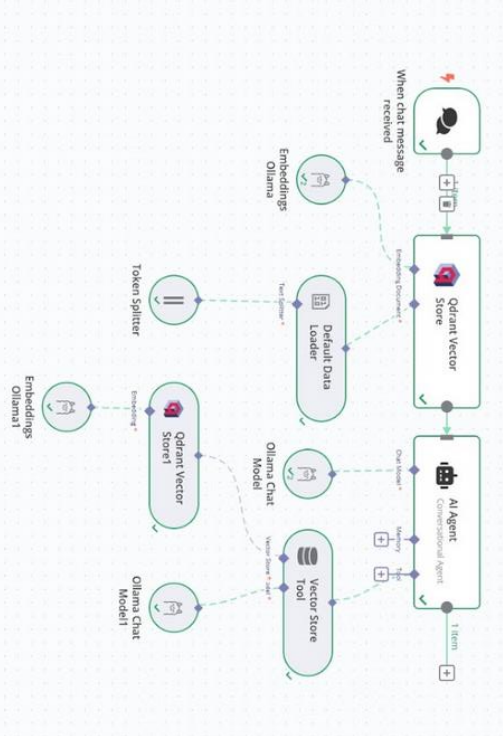 When chat message
received
Qdrant Vector
Store
Embedding
Document *
AI Agent
Conversational Agent
Chat Model *
Memory
Tool
1 item
Embeddings
Ollama
Default Data
Loader
Text Splitter *
Token Splitter
Ollama Chat
Model
Vector Store
Tool
Vector Store *
Qdrant Vector
Store1
Embedding *
Embeddings
Ollama1
Ollama Chat
Model1